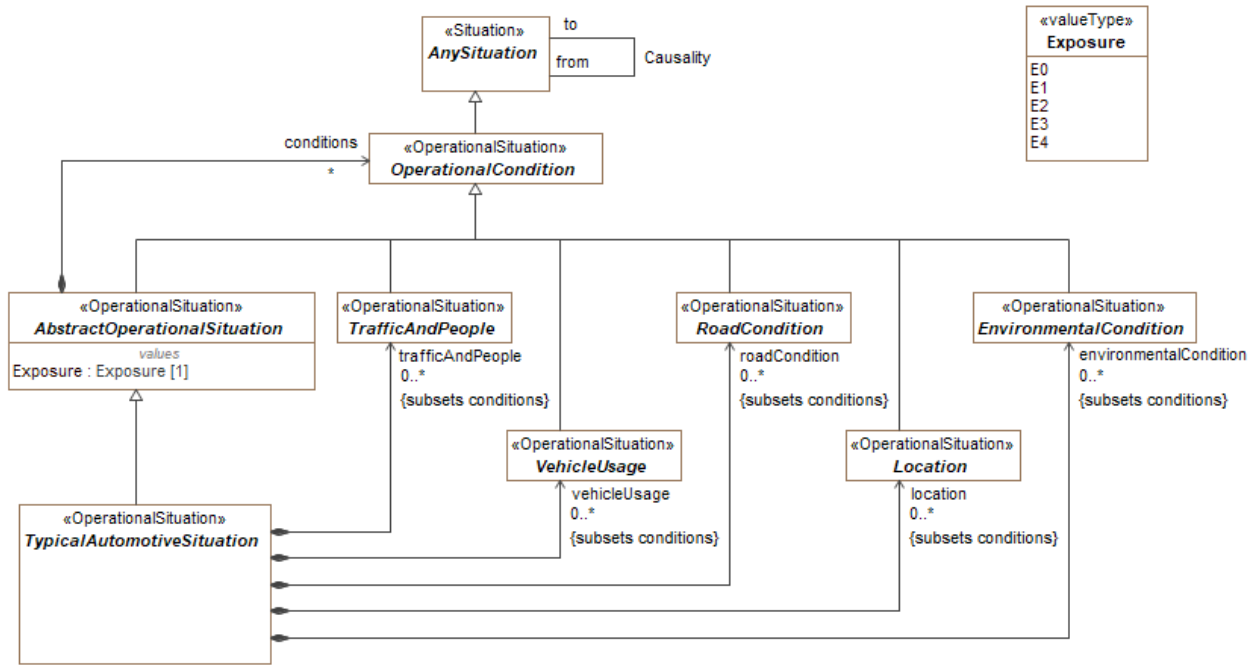 «Situation»
AnySituation
to
from
Causality
«valueType»
Exposure
E0
E1
E2
E3
E4
conditions
*
«OperationalSituation»
OperationalCondition
«OperationalSituation»
AbstractOperationalSituation
values
Exposure : Exposure [1]
«OperationalSituation»
TrafficAndPeople
trafficAndPeople
0..*
{subsets conditions}
«OperationalSituation»
RoadCondition
roadCondition
0..*
{subsets conditions}
«OperationalSituation»
EnvironmentalCondition
environmentalCondition
0..*
{subsets conditions}
«OperationalSituation»
VehicleUsage
vehicleUsage
0..*
{subsets conditions}
«OperationalSituation»
Location
location
0..*
{subsets conditions}
«OperationalSituation»
TypicalAutomotiveSituation